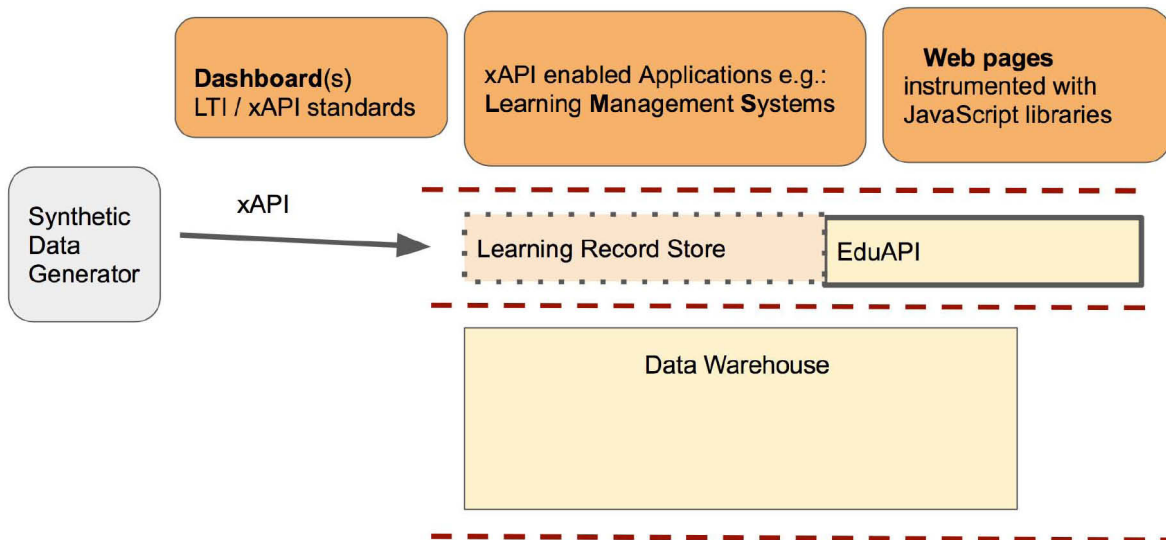 Dashboard(s)
LTI / xAPI standards
xAPI enabled Applications e.g.:
Learning Management Systems
Web pages
instrumented with
JavaScript libraries
Synthetic
Data
Generator
xAPI
Learning Record Store
EduAPI
Data Warehouse